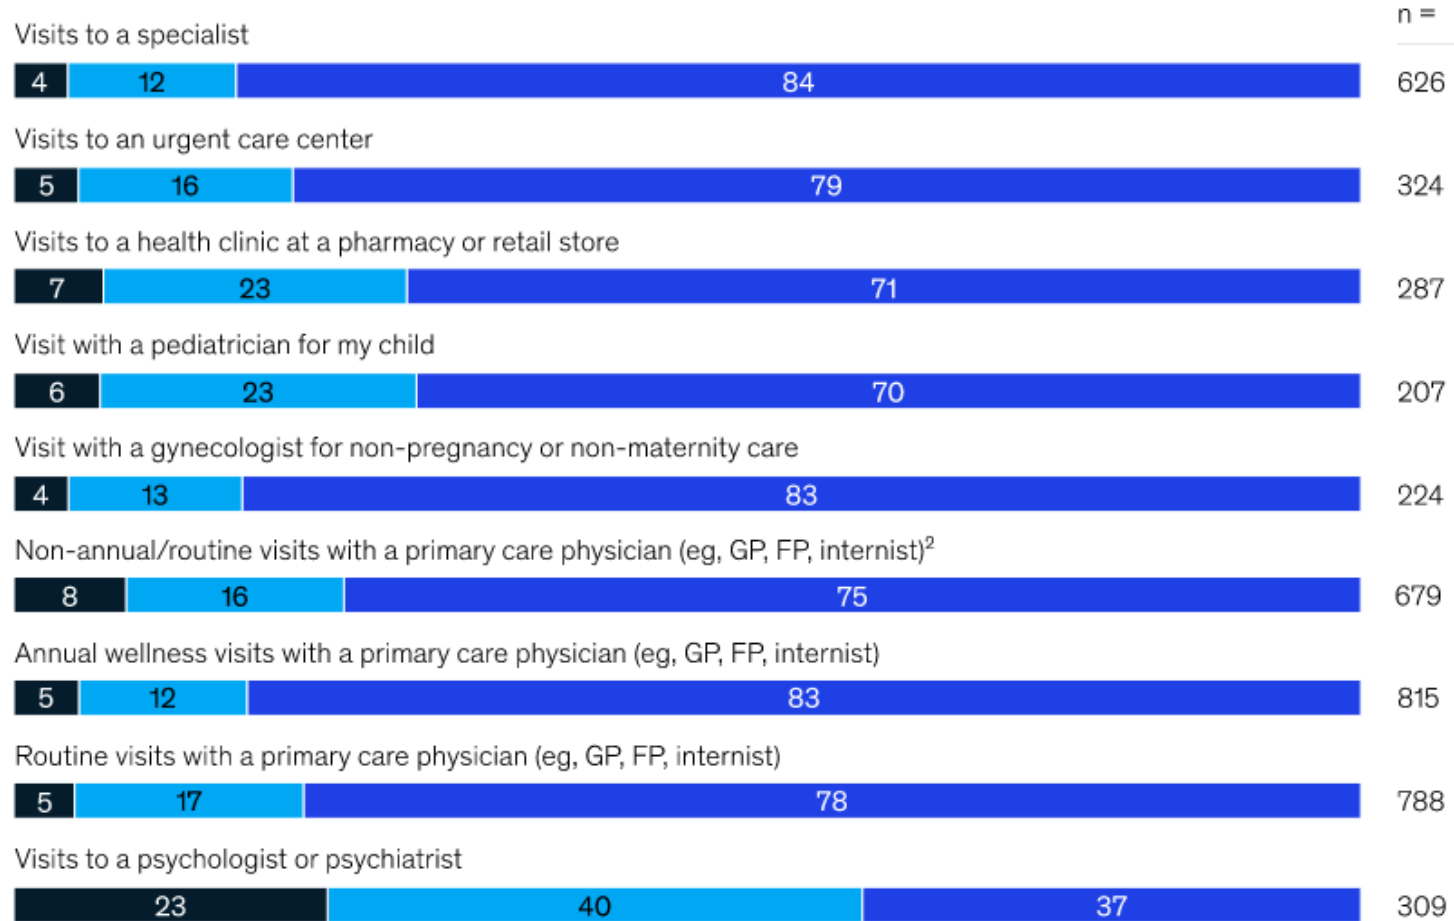 n =
Visits to a specialist
4 12 84 626
Visits to an urgent care center
5 16 79 324
Visits to a health clinic at a pharmacy or retail store
7 23 71 287
Visit with a pediatrician for my child
6 23 70 207
Visit with a gynecologist for non-pregnancy or non-maternity care
4 13 83 224
Non-annual/routine visits with a primary care physician (eg, GP, FP, internist)²
8 16 75 679
Annual wellness visits with a primary care physician (eg, GP, FP, internist)
5 12 83 815
Routine visits with a primary care physician (eg, GP, FP, internist)
5 17 78 788
Visits to a psychologist or psychiatrist
23 40 37 309